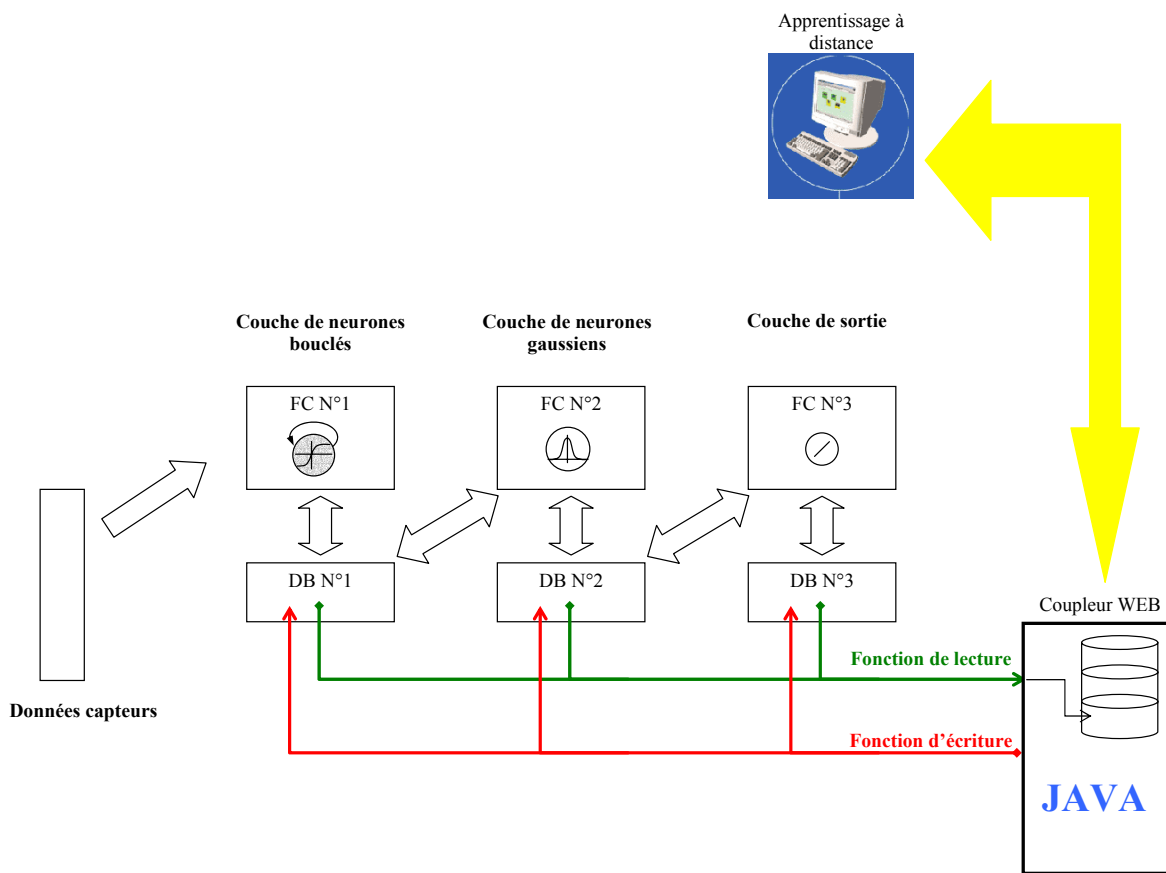 Apprentissage à
distance
Couche de neurones
bouclés
Couche de neurones
gaussiens
Couche de sortie
FC N°1
FC N°2
FC N°3
DB N°1
DB N°2
DB N°3
Coupleur WEB
Fonction de lecture
Données capteurs
Fonction d’écriture
JAVA